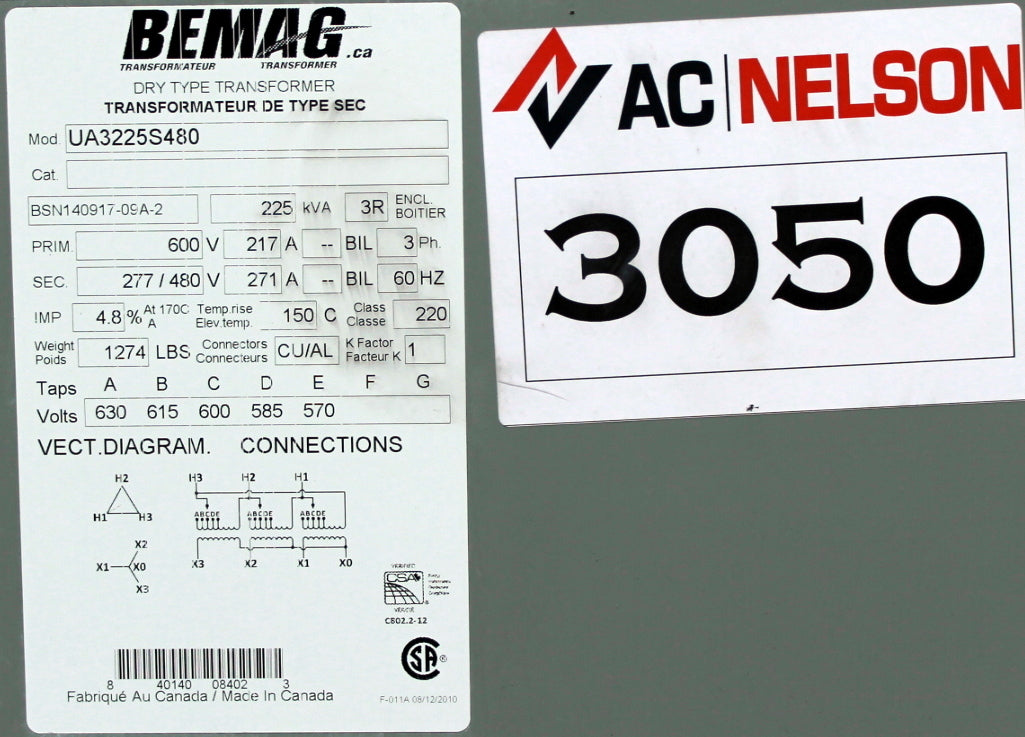 BEMAG.ca
TRANSFORMATEUR TRANSFORMER
DRY TYPE TRANSFORMER
TRANSFORMATEUR DE TYPE SEC
Mod. UA3225S480
Cat.
BSN140917-09A-2 225 kVA 3R ENCL. BOITIER
PRIM. 600 V 217 A -- BIL 3 Ph.
SEC. 277 / 480 V 271 A -- BIL 60 HZ
IMP 4.8 % At 170C A Temp.rise Elev.temp. 150 C Class Classe 220
Weight Poids 1274 LBS Connectors Connecteurs CU/AL K Factor Facteur K 1
Taps A B C D E F G
Volts 630 615 600 585 570
VECT.DIAGRAM. CONNECTIONS
H2 H3 H2 H1
H1 H3 ABCDE ABCDE ABCDE
X2
X1 X0 X3 X2 X1 X0
X3
VERIFIED
CSA
VERIFIÉ
C802.2-12
SA
8 40140 08402 3
Fabriqué Au Canada / Made In Canada
F-011A 08/12/2010
AC NELSON
3050